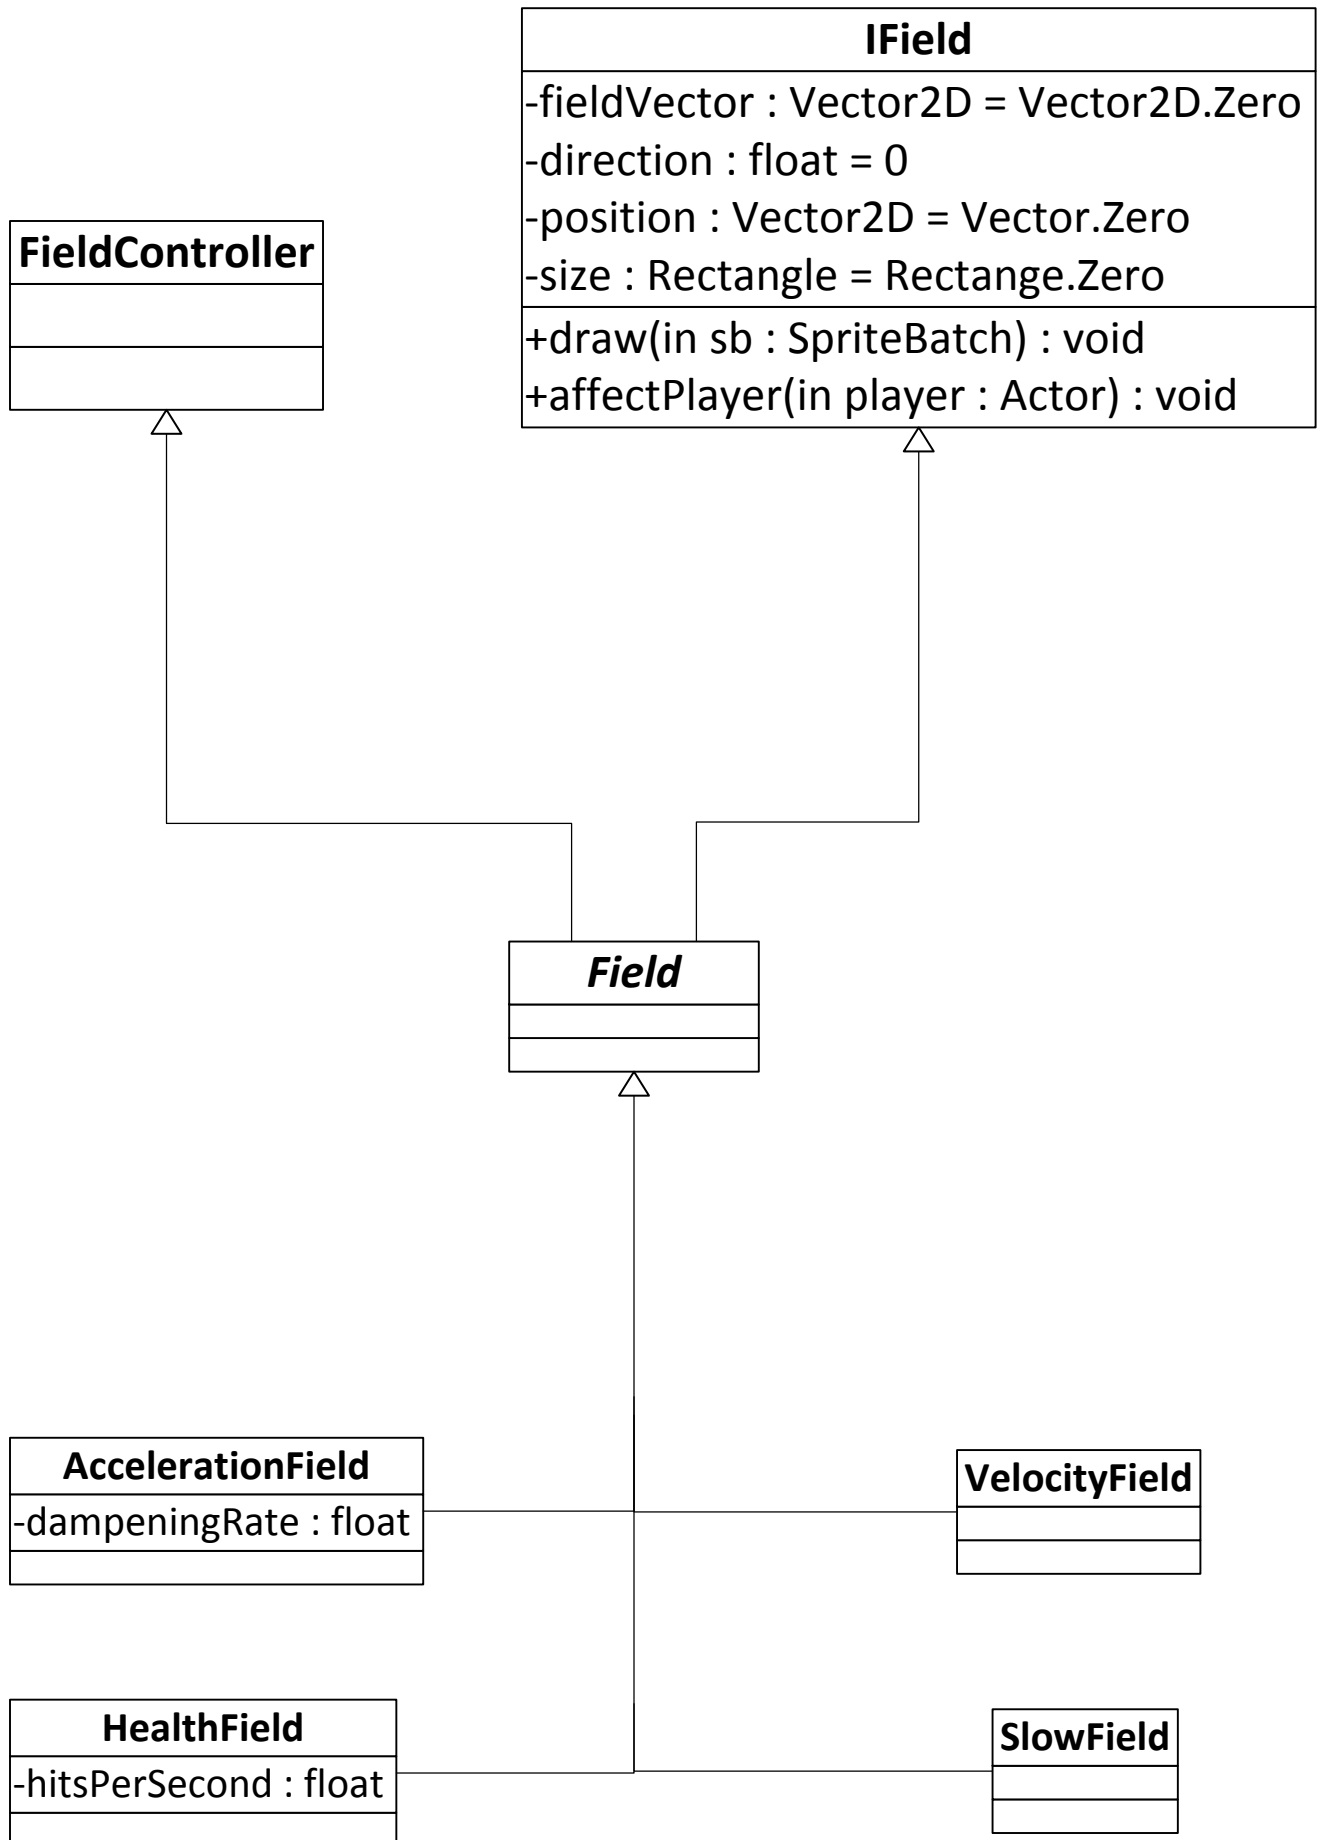 IField
-fieldVector : Vector2D = Vector2D.Zero
-direction : float = 0
-position : Vector2D = Vector.Zero
-size : Rectangle = Rectange.Zero
+draw(in sb : SpriteBatch) : void
+affectPlayer(in player : Actor) : void
FieldController
Field
AccelerationField
-dampeningRate : float
VelocityField
HealthField
-hitsPerSecond : float
SlowField